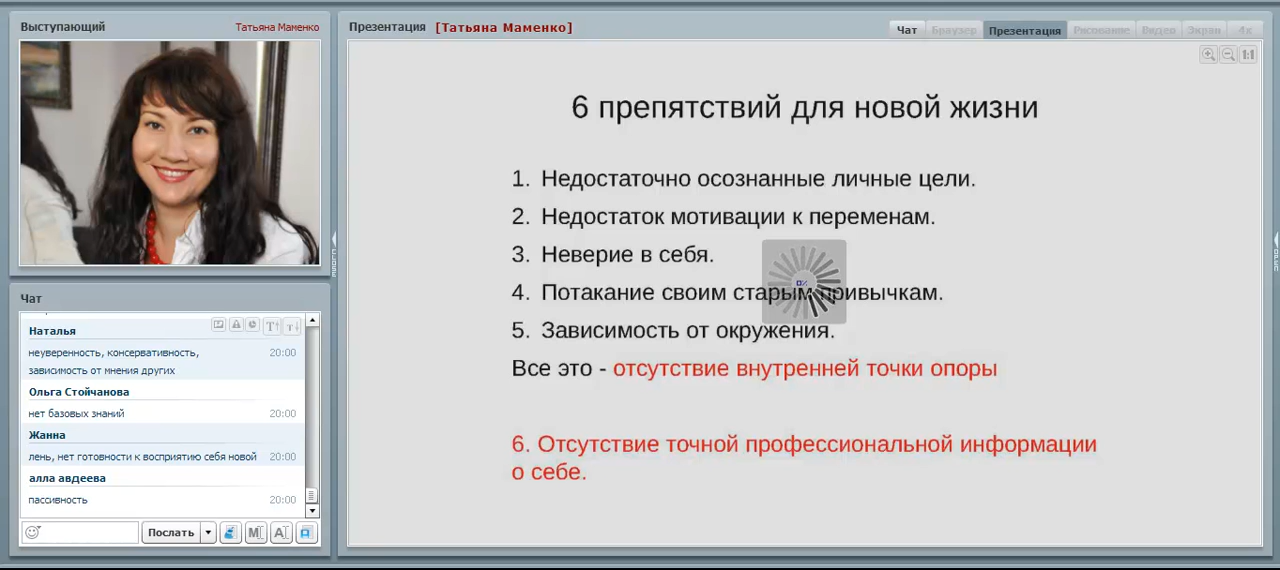 Выступающий
Татьяна Маменко
Чат
Наталья
неуверенность, консервативность,
20:00
зависимость от мнения других
Ольга Стойчанова
нет базовых знаний
20:00
Жанна
лень, нет готовности к восприятию себя новой
20:00
алла авдеева
пассивность
20:00
Послать
Презентация [Татьяна Маменко]
Чат
Браузер
Презентация
Рисование
Видео
Экран
1:1
6 препятствий для новой жизни
1. Недостаточно осознанные личные цели.
2. Недостаток мотивации к переменам.
3. Неверие в себя.
4. Потакание своим старым привычкам.
5. Зависимость от окружения.
Все это - отсутствие внутренней точки опоры
6. Отсутствие точной профессиональной информации
о себе.